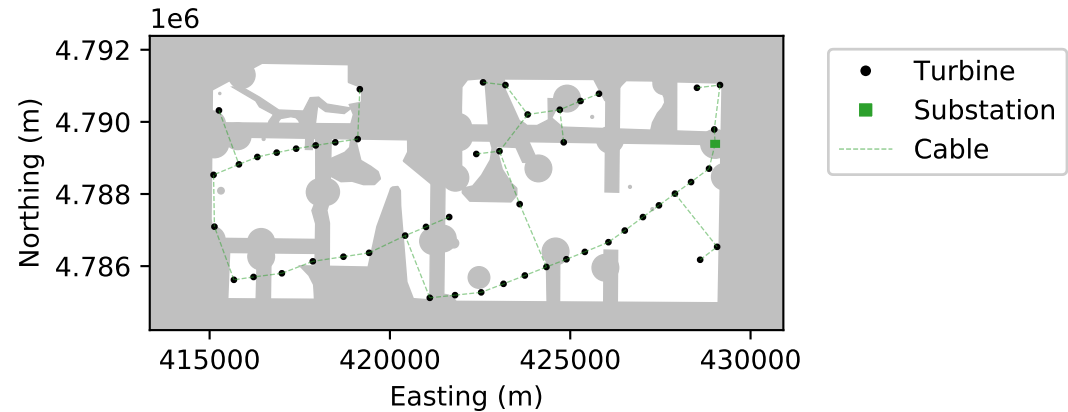 1e6
4.792
4.790
4.788
4.786
Northing (m)
415000 420000 425000 430000
Easting (m)
Turbine
Substation
Cable